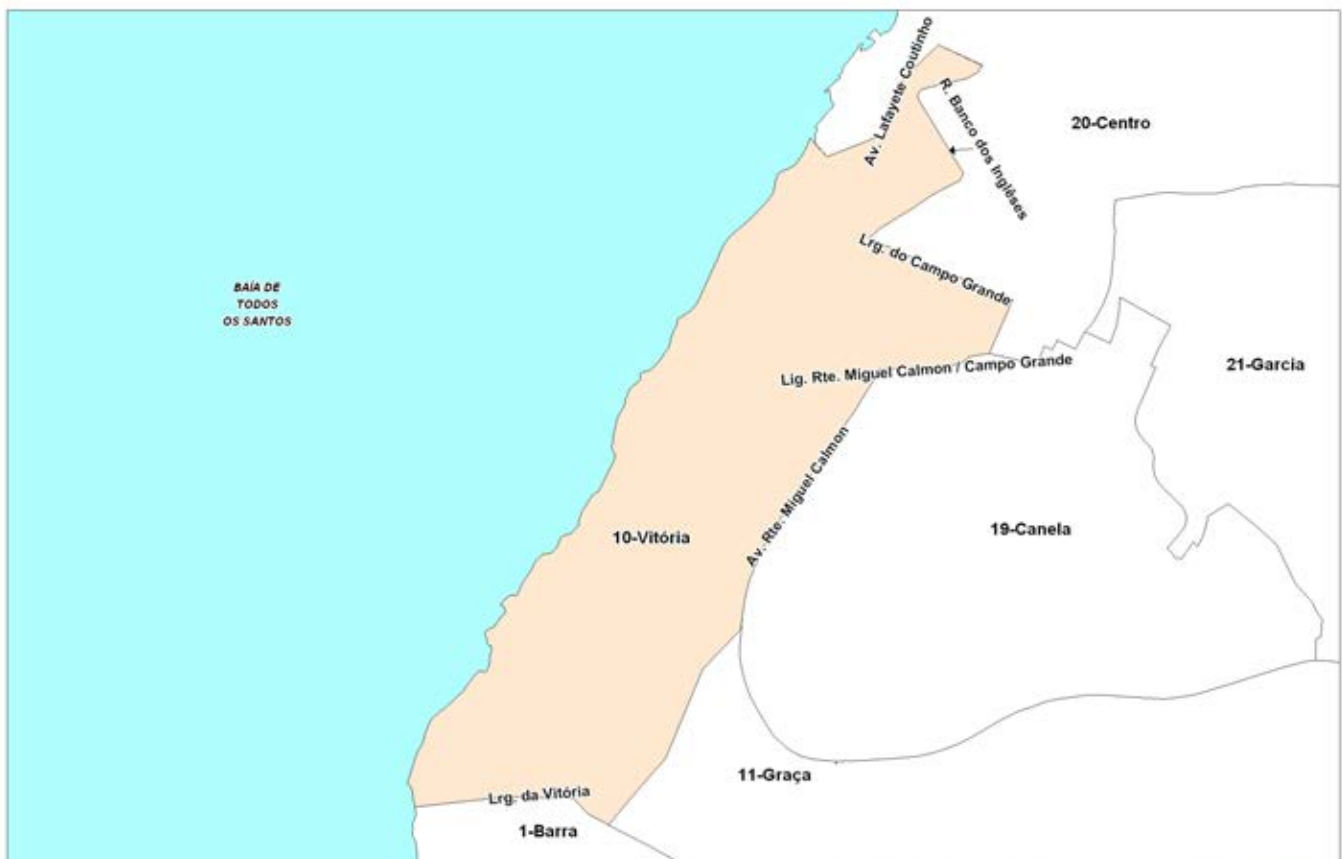 Av. Lafayete Coutinho
R. Banco dos Inglêses
20-Centro
Lrg. do Campo Grande
BAÍA DE
TODOS
OS SANTOS
Lig. Rte. Miguel Calmon / Campo Grande
21-Garcia
Av. Rte. Miguel Calmon
10-Vitória
19-Canela
11-Graça
Lrg. da Vitória
1-Barra